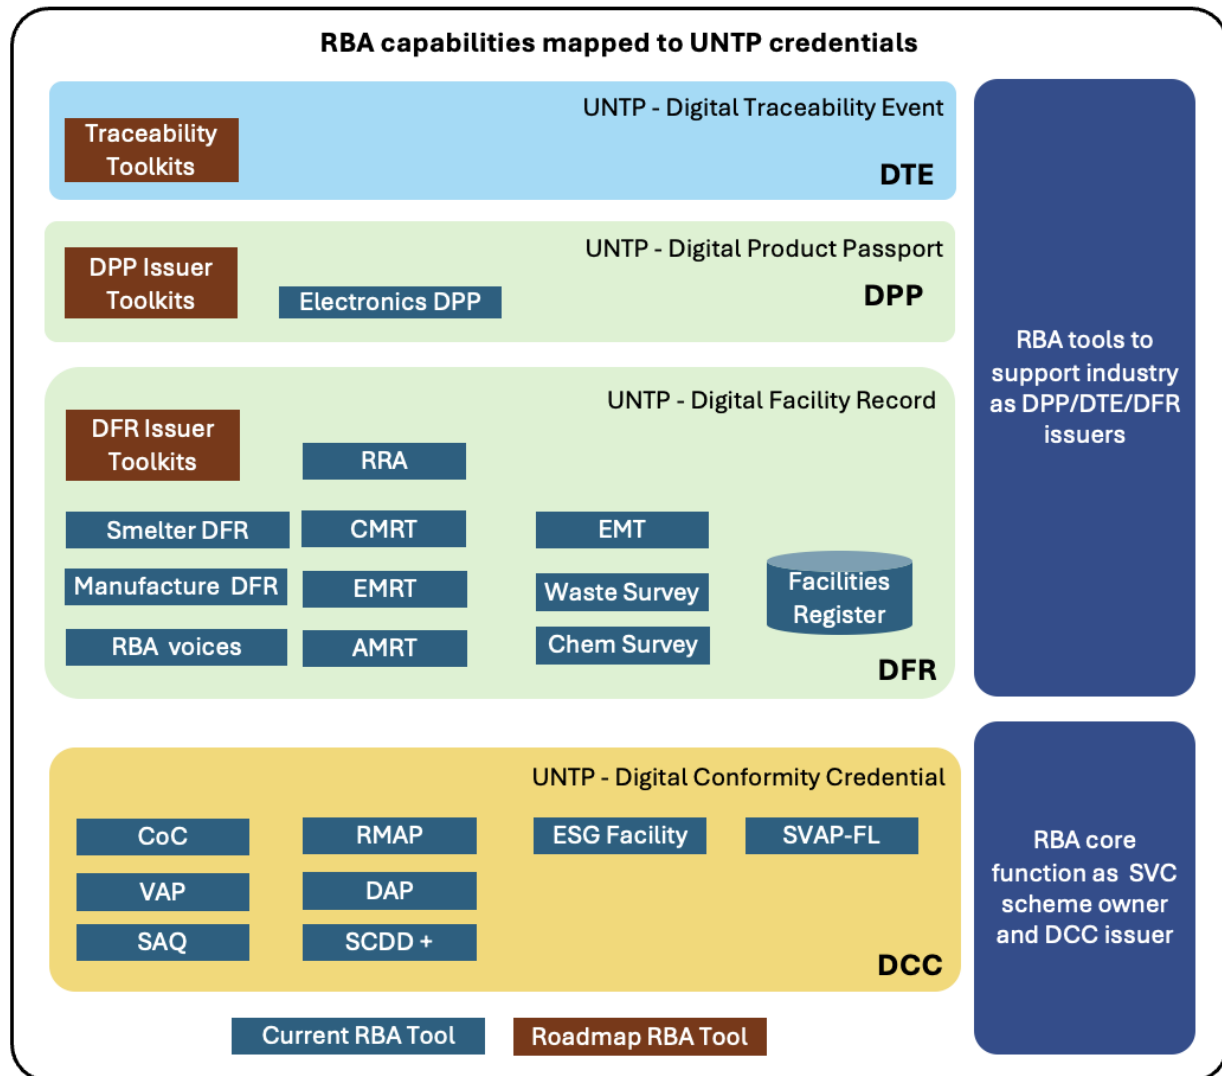 RBA capabilities mapped to UNTP credentials
UNTP - Digital Traceability Event
Traceability
Toolkits
DTE
UNTP - Digital Product Passport
DPP Issuer
Toolkits
Electronics DPP
DPP
RBA tools to
support industry
as DPP/DTE/DFR
issuers
UNTP - Digital Facility Record
DFR Issuer
Toolkits
RRA
Smelter DFR
CMRT
EMT
Manufacture DFR
EMRT
Waste Survey
Facilities
Register
RBA voices
AMRT
Chem Survey
DFR
UNTP - Digital Conformity Credential
CoC
RMAP
ESG Facility
SVAP-FL
VAP
DAP
SAQ
SCDD +
DCC
RBA core
function as SVC
scheme owner
and DCC issuer
Current RBA Tool
Roadmap RBA Tool